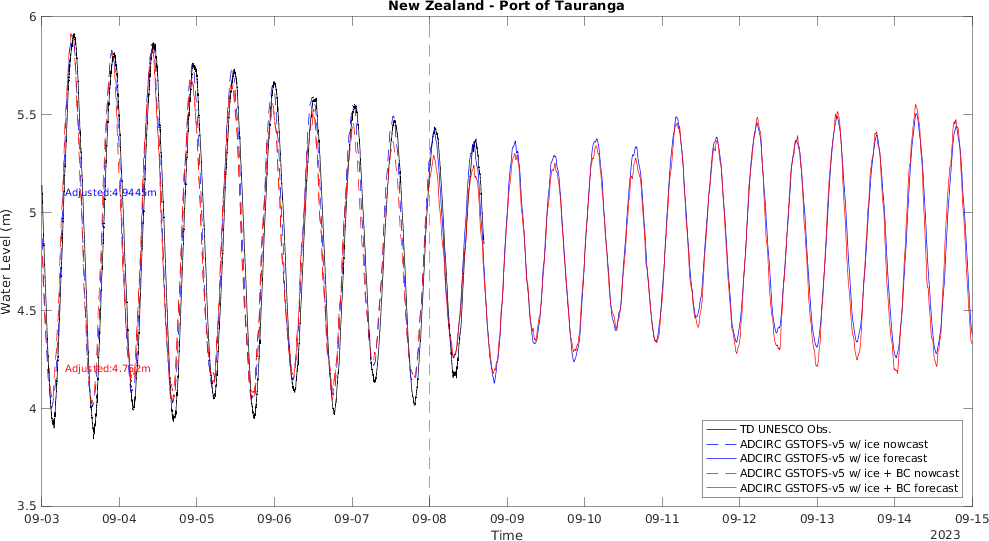 New Zealand - Port of Tauranga
Water Level (m)
6
5.5
5
4.5
4
3.5
Adjusted:4.9445m
Adjusted:4.752m
TD UNESCO Obs.
ADCIRC GSTOFS-v5 w/ ice nowcast
ADCIRC GSTOFS-v5 w/ ice forecast
ADCIRC GSTOFS-v5 w/ ice + BC nowcast
ADCIRC GSTOFS-v5 w/ ice + BC forecast
09-03 09-04 09-05 09-06 09-07 09-08 09-09 09-10 09-11 09-12 09-13 09-14 09-15
Time
2023